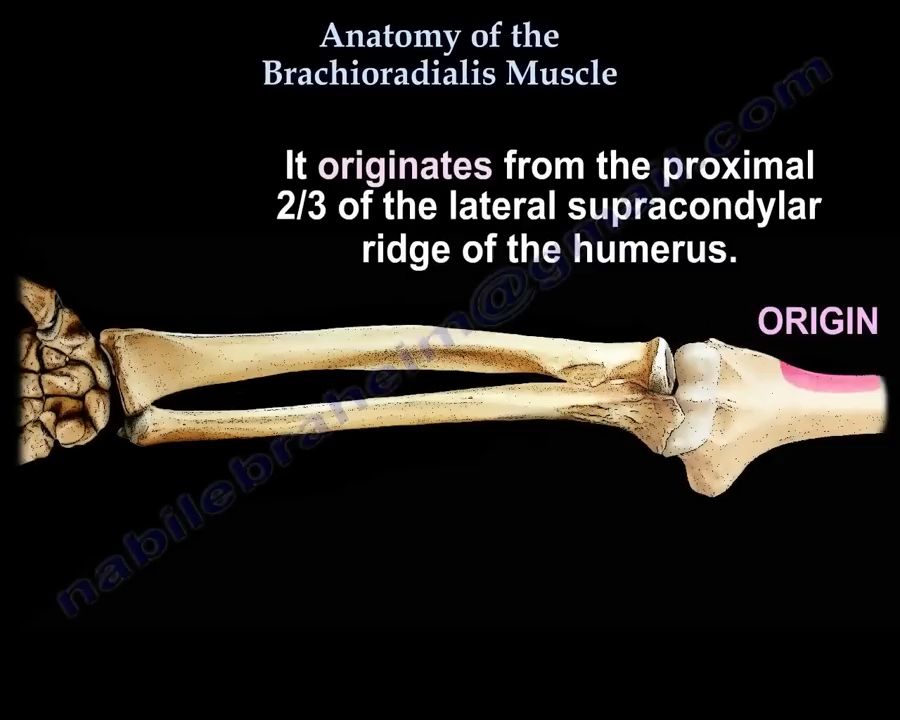 Anatomy of the
Brachioradialis Muscle
It originates from the proximal
2/3 of the lateral supracondylar
ridge of the humerus.
ORIGIN
nabilebraheim@gmail.com